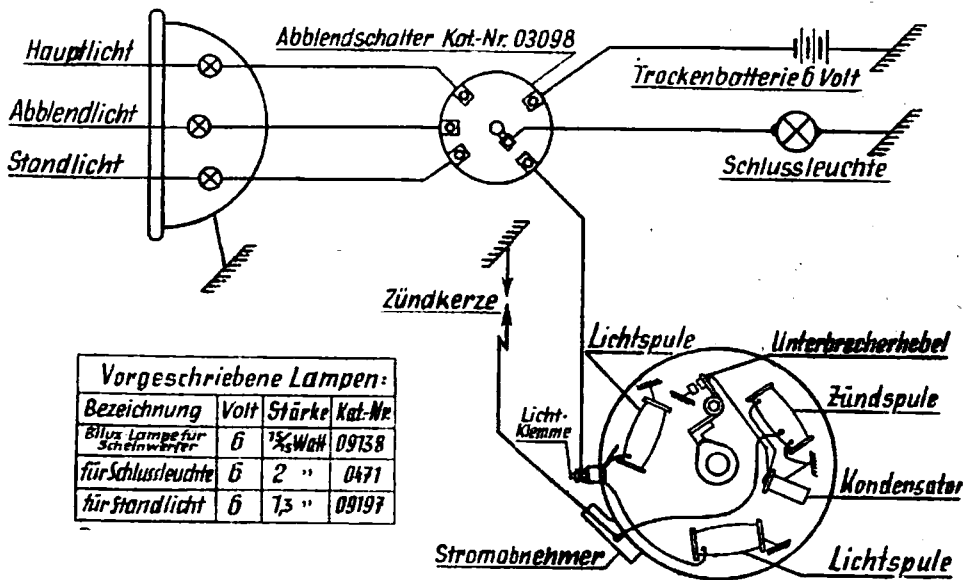 Hauptlicht
Abblendlicht
Standlicht
Abblendschalter Kat-Nr. 03098
Trockenbatterie 6 Volt
Schlussleuchte
Zündkerze
Lichtspule
Unterbrecherhebel
Zündspule
Licht-
Klemme
Kondensator
Stromabnehmer
Lichtspule
Vorgeschriebene Lampen:
Bezeichnung Volt Stärke Kat-Nr.
Bilux Lampe für
Scheinwerfer 6 15/15 Watt 09138
für Schlussleuchte 6 2 " 0471
für Standlicht 6 1,5 " 09197